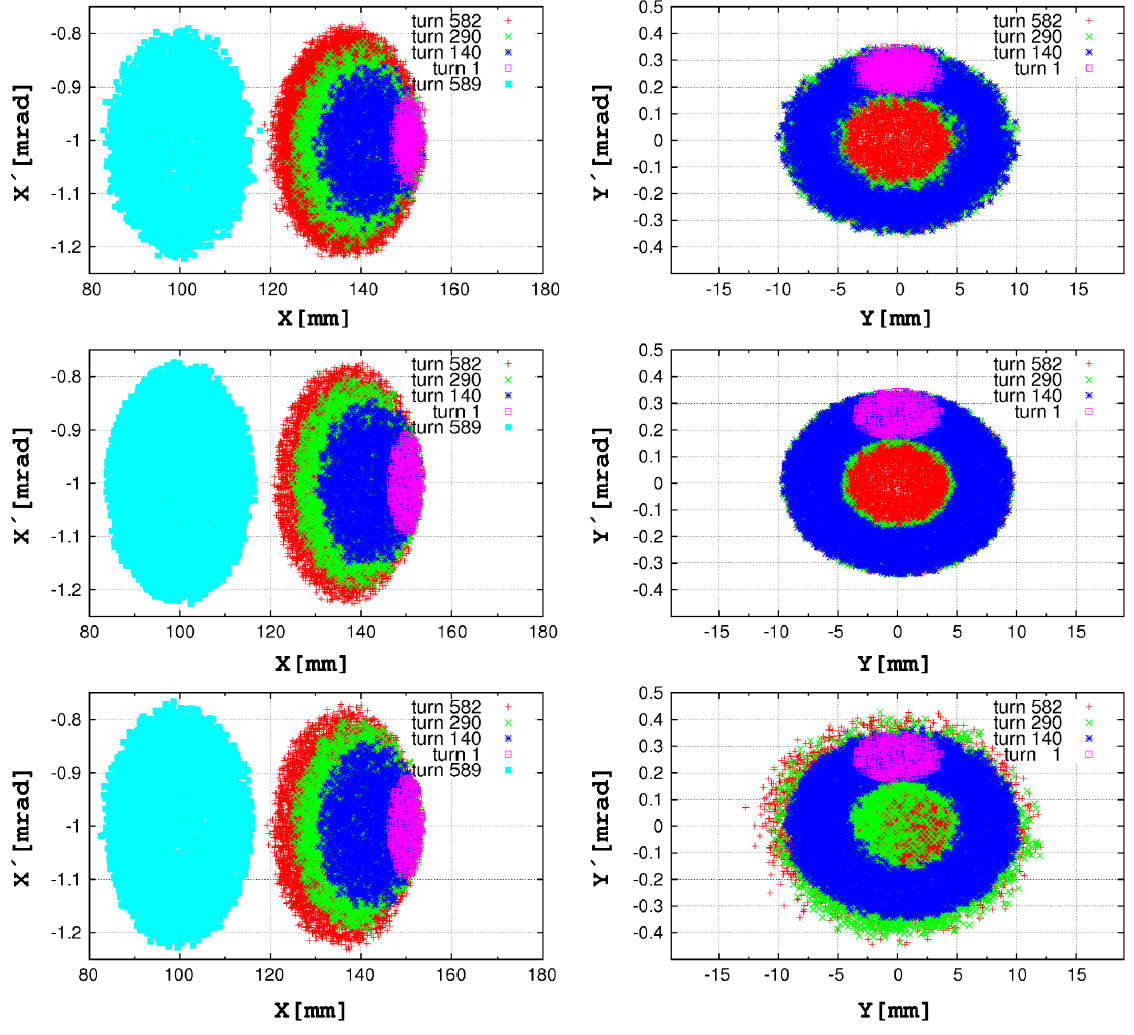 -0.8
-0.9
-1
-1.1
-1.2
X´[mrad]
turn 582
turn 290
turn 140
turn 1
turn 589
80
100
120
140
160
180
X[mm]
0.5
0.4
0.3
0.2
0.1
0
-0.1
-0.2
-0.3
-0.4
Y´[mrad]
turn 582
turn 290
turn 140
turn 1
-15
-10
-5
0
5
10
15
Y[mm]
-0.8
-0.9
-1
-1.1
-1.2
X´[mrad]
turn 582
turn 290
turn 140
turn 1
turn 589
80
100
120
140
160
180
X[mm]
0.5
0.4
0.3
0.2
0.1
0
-0.1
-0.2
-0.3
-0.4
Y´[mrad]
turn 582
turn 290
turn 140
turn 1
-15
-10
-5
0
5
10
15
Y[mm]
-0.8
-0.9
-1
-1.1
-1.2
X´[mrad]
turn 582
turn 290
turn 140
turn 1
turn 589
80
100
120
140
160
180
X[mm]
0.5
0.4
0.3
0.2
0.1
0
-0.1
-0.2
-0.3
-0.4
Y´[mrad]
turn 582
turn 290
turn 140
turn 1
-15
-10
-5
0
5
10
15
Y[mm]